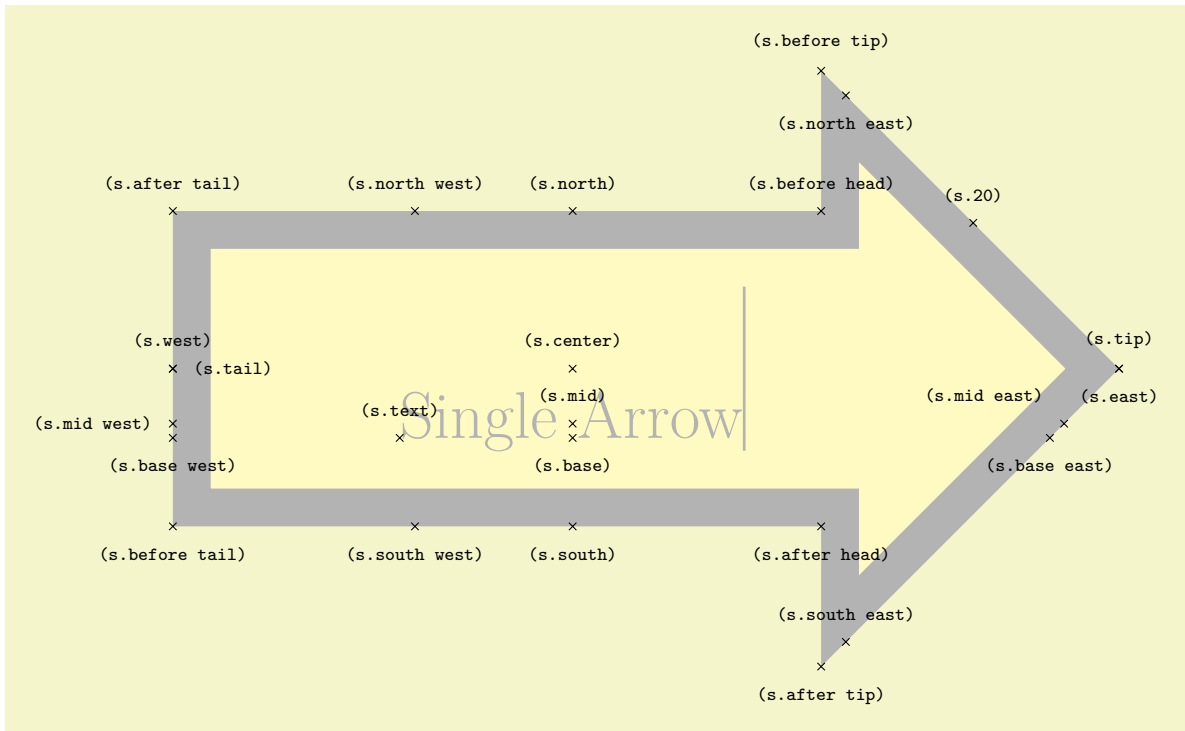 (s.before tip)
(s.north east)
(s.after tail) (s.north west) (s.north) (s.before head)
(s.20)
(s.west) (s.center) (s.tip)
(s.tail)
(s.mid) (s.mid east) (s.east)
(s.text)
Single Arrow
(s.mid west)
(s.base west) (s.base) (s.base east)
(s.before tail) (s.south west) (s.south) (s.after head)
(s.south east)
(s.after tip)